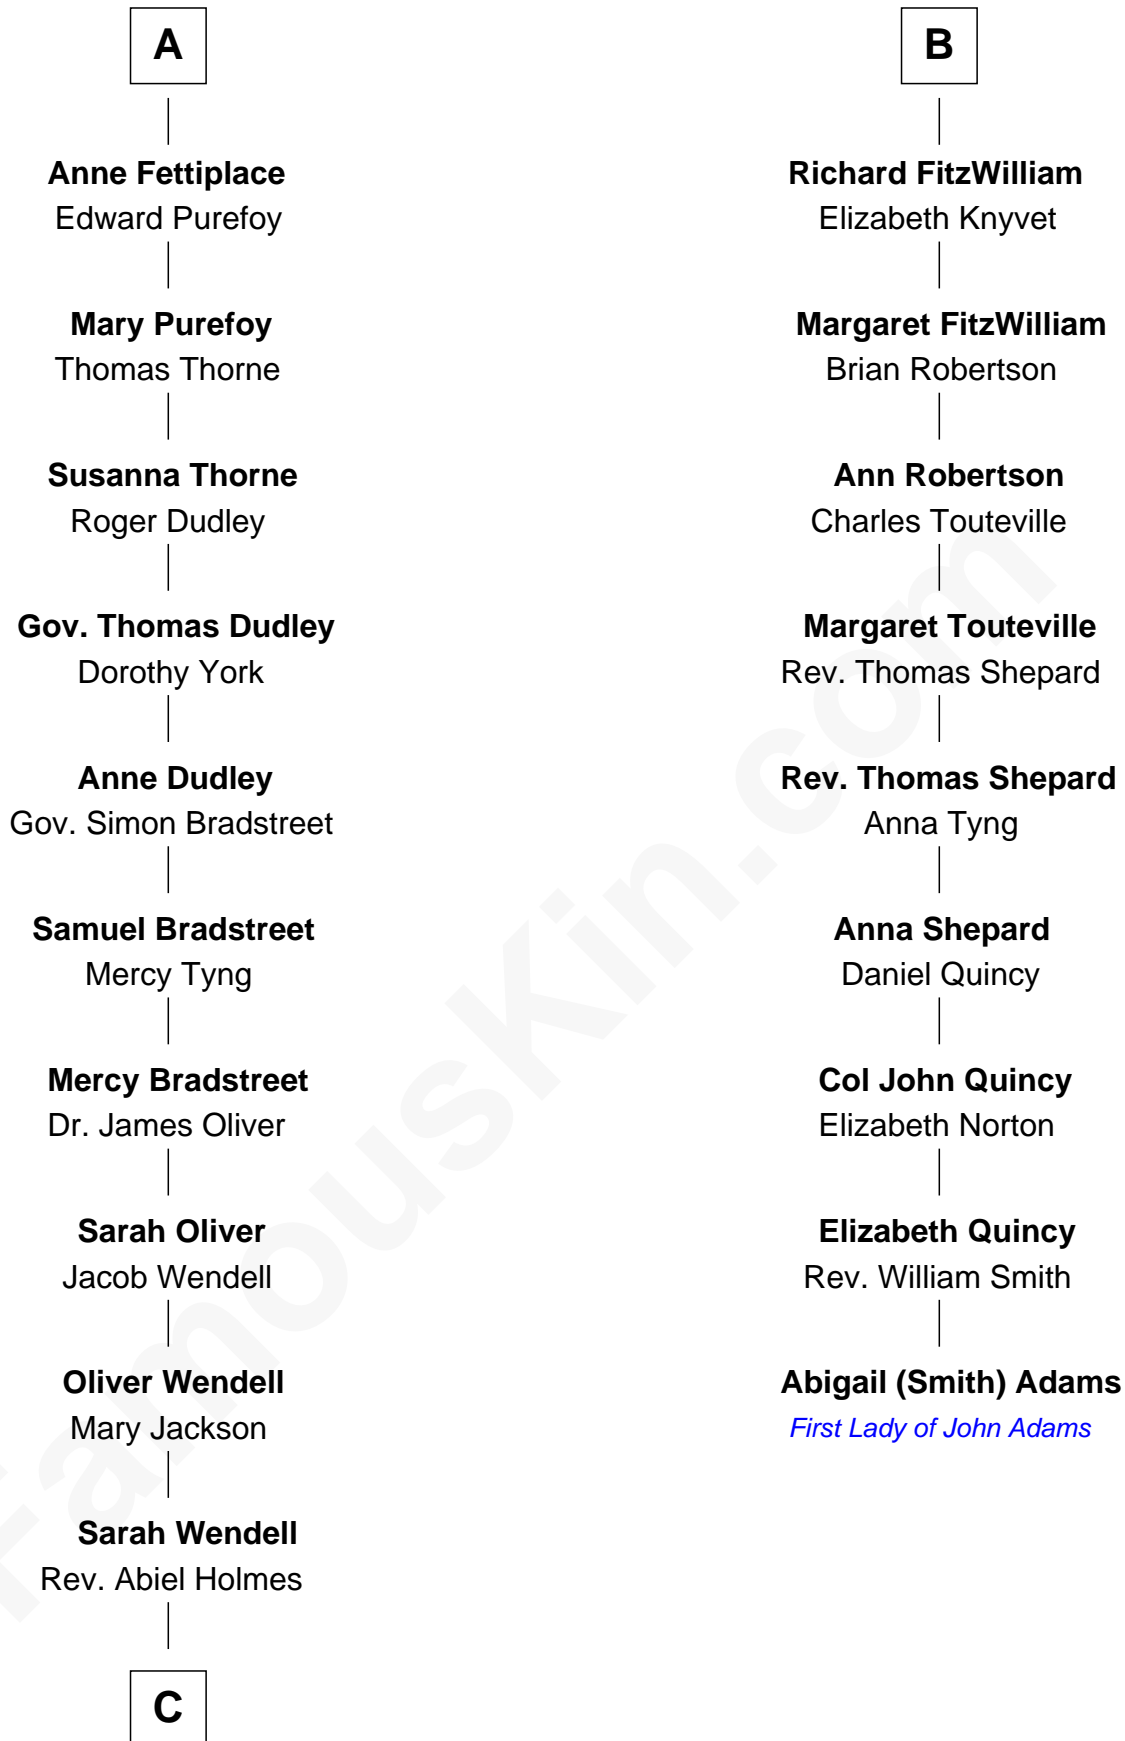 A
Anne Fettiplace
Edward Purefoy
Mary Purefoy
Thomas Thorne
Susanna Thorne
Roger Dudley
Gov. Thomas Dudley
Dorothy York
Anne Dudley
Gov. Simon Bradstreet
Samuel Bradstreet
Mercy Tyng
Mercy Bradstreet
Dr. James Oliver
Sarah Oliver
Jacob Wendell
Oliver Wendell
Mary Jackson
Sarah Wendell
Rev. Abiel Holmes
C
B
Richard FitzWilliam
Elizabeth Knyvet
Margaret FitzWilliam
Brian Robertson
Ann Robertson
Charles Touteville
Margaret Touteville
Rev. Thomas Shepard
Rev. Thomas Shepard
Anna Tyng
Anna Shepard
Daniel Quincy
Col John Quincy
Elizabeth Norton
Elizabeth Quincy
Rev. William Smith
Abigail (Smith) Adams
First Lady of John Adams
FamousKin.com